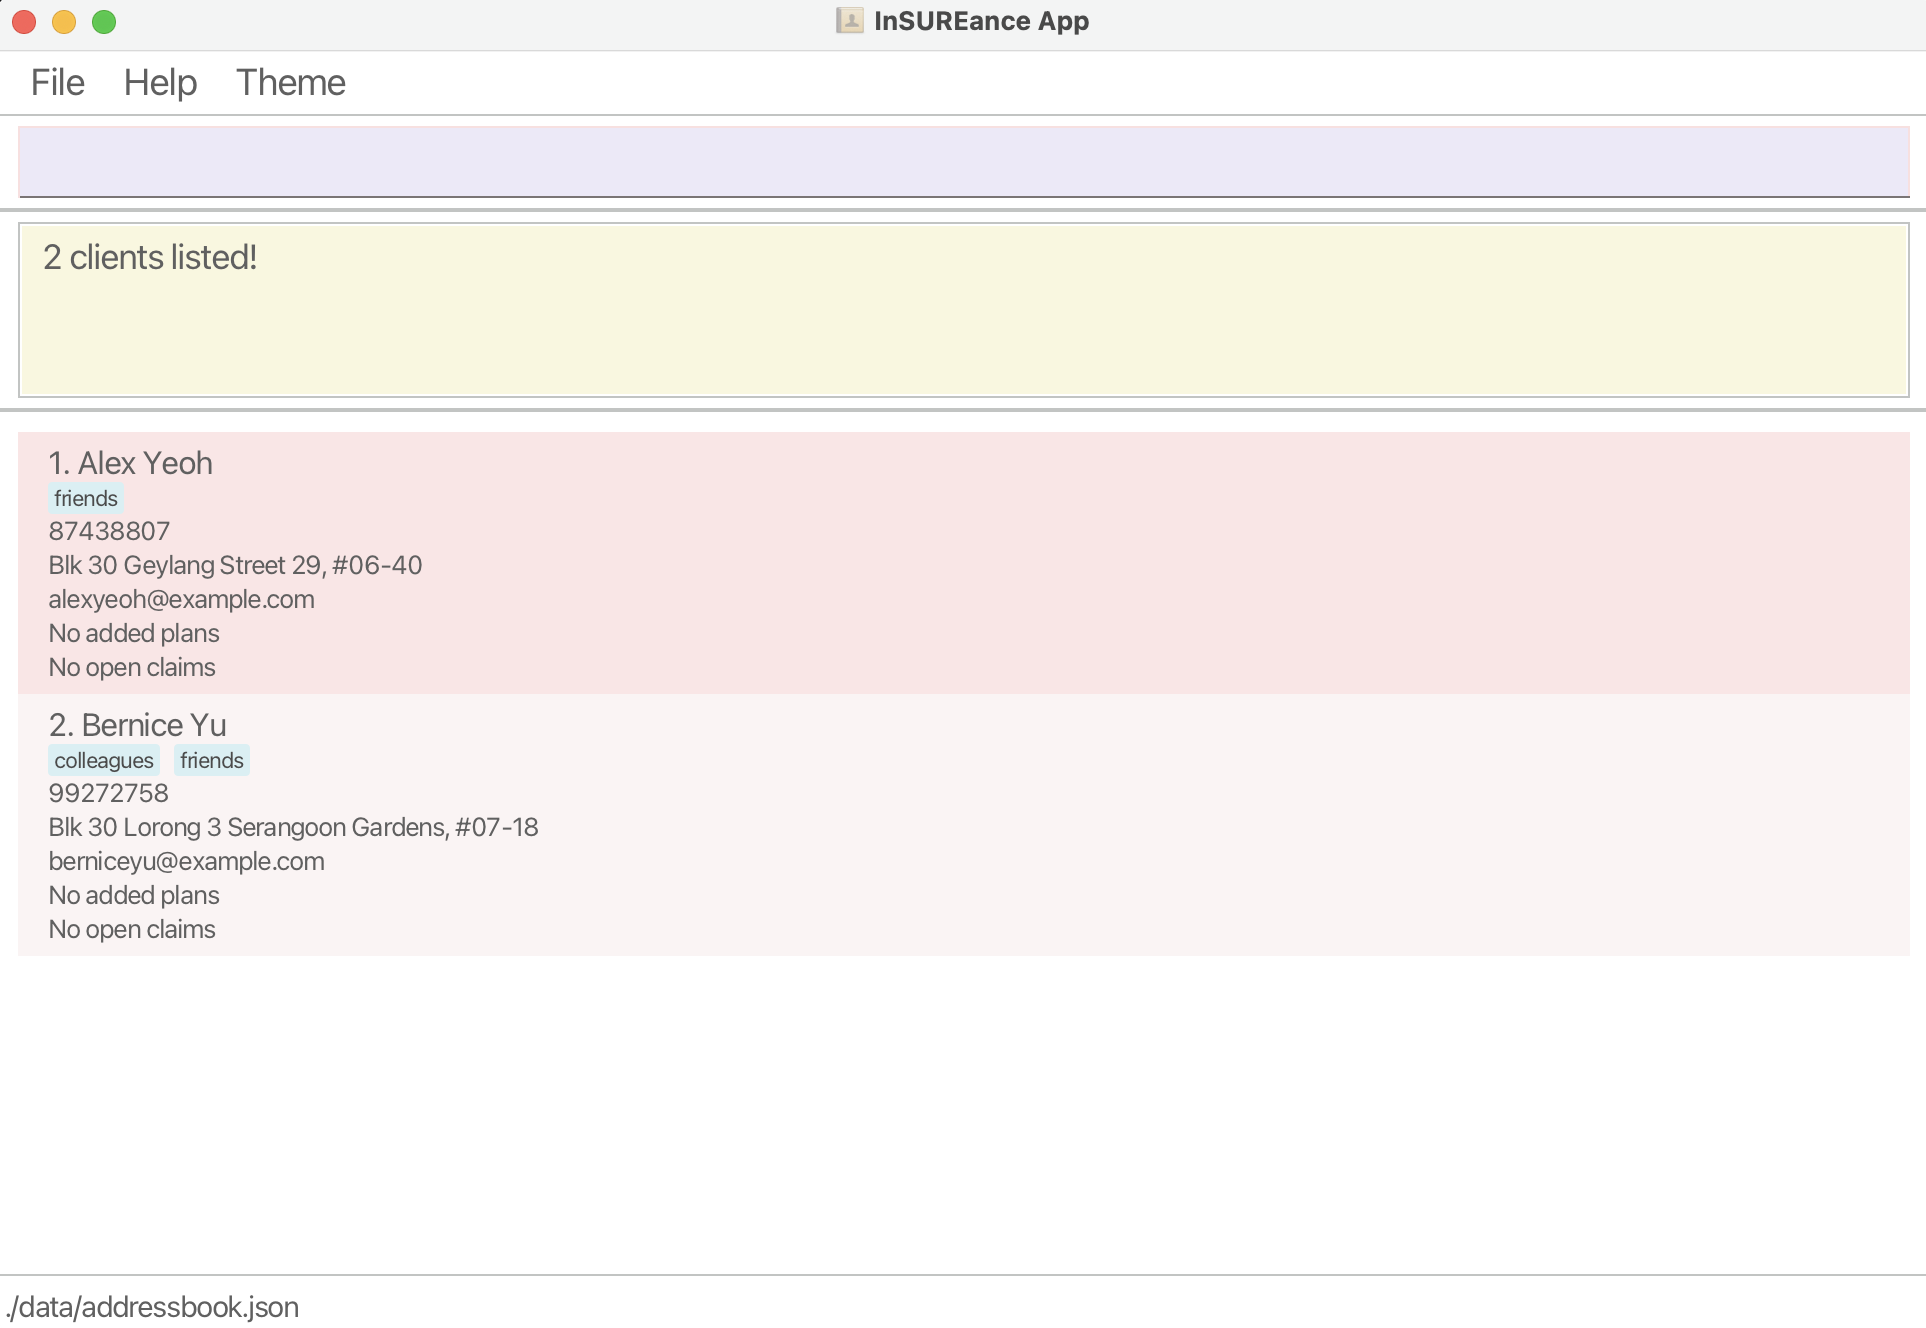 InSUREance App
File Help Theme
2 clients listed!
1. Alex Yeoh
friends
87438807
Blk 30 Geylang Street 29, #06-40
alexyeoh@example.com
No added plans
No open claims
2. Bernice Yu
colleagues friends
99272758
Blk 30 Lorong 3 Serangoon Gardens, #07-18
berniceyu@example.com
No added plans
No open claims
./data/addressbook.json